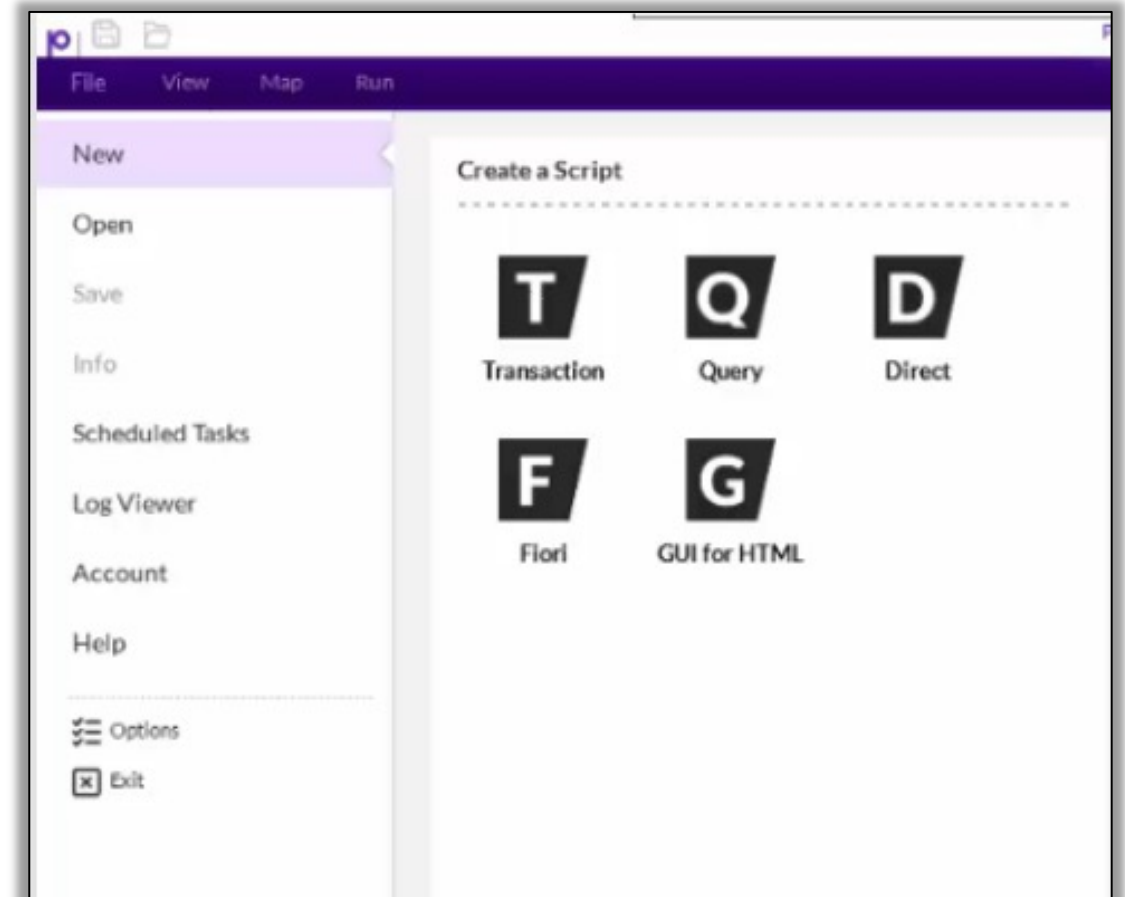 File View Map Run
New
Open
Save
Info
Scheduled Tasks
Log Viewer
Account
Help
Options
Exit
Create a Script
T Q D
Transaction Query Direct
F G
Fiori GUI for HTML